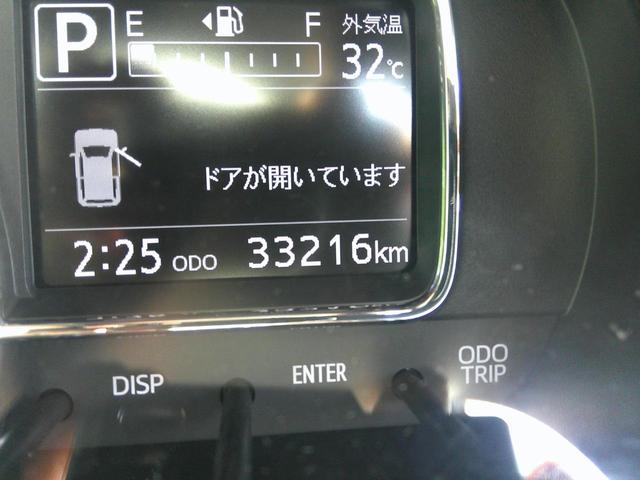 P E F 外気温
32℃
ドアが開いています
2:25 ODO 33216km
DISP ENTER ODO
TRIP